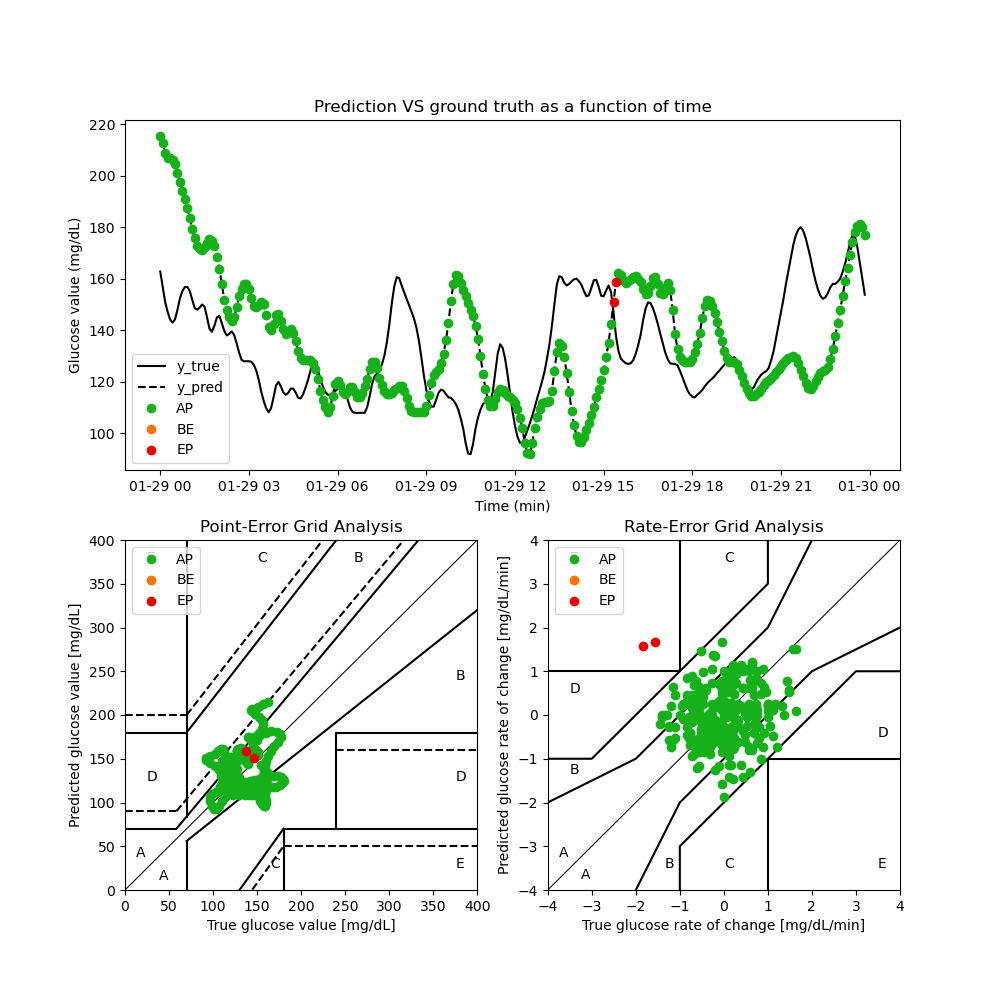 Prediction VS ground truth as a function of time
Glucose value (mg/dL)
220
200
180
160
140
120
100
y_true
y_pred
AP
BE
EP
01-29 00 01-29 03 01-29 06 01-29 09 01-29 12 01-29 15 01-29 18 01-29 21 01-30 00
Time (min)
Point-Error Grid Analysis
Predicted glucose value [mg/dL]
400
350
300
250
200
150
100
50
0
AP
BE
EP
C
B
B
D
D
A
A
C
E
0 50 100 150 200 250 300 350 400
True glucose value [mg/dL]
Rate-Error Grid Analysis
Predicted glucose rate of change [mg/dL/min]
4
3
2
1
0
−1
−2
−3
−4
AP
BE
EP
C
D
D
B
A
A
B
C
E
−4 −3 −2 −1 0 1 2 3 4
True glucose rate of change [mg/dL/min]